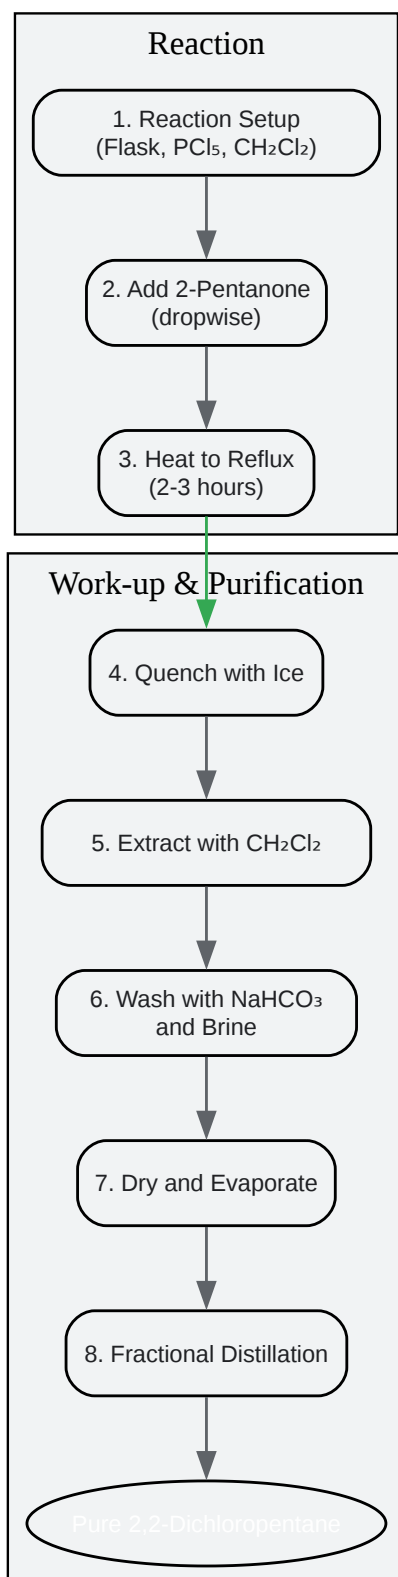 Reaction
1. Reaction Setup
(Flask, PCl₅, CH₂Cl₂)
2. Add 2-Pentanone
(dropwise)
3. Heat to Reflux
(2-3 hours)
Work-up & Purification
4. Quench with Ice
5. Extract with CH₂Cl₂
6. Wash with NaHCO₃
and Brine
7. Dry and Evaporate
8. Fractional Distillation
Pure 2,2-Dichloropentane